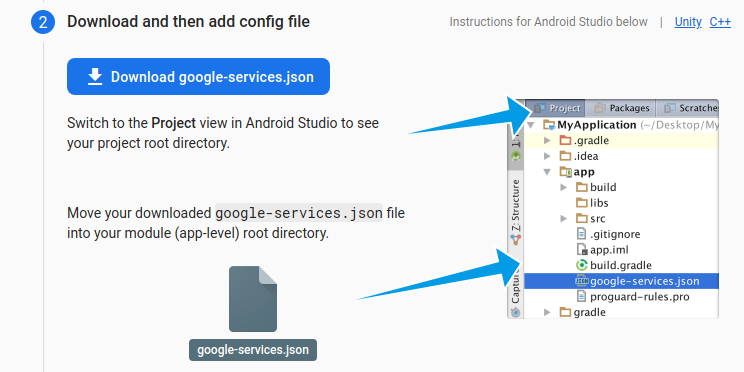 2 Download and then add config file
Instructions for Android Studio below | Unity C++
Download google-services.json
Switch to the Project view in Android Studio to see
your project root directory.
Move your downloaded google-services.json file
into your module (app-level) root directory.
google-services.json
Project Packages Scratches
MyApplication (~/Desktop/My
.gradle
.idea
app
build
libs
src
.gitignore
app.iml
build.gradle
google-services.json
proguard-rules.pro
gradle
Z: Structure
Capture